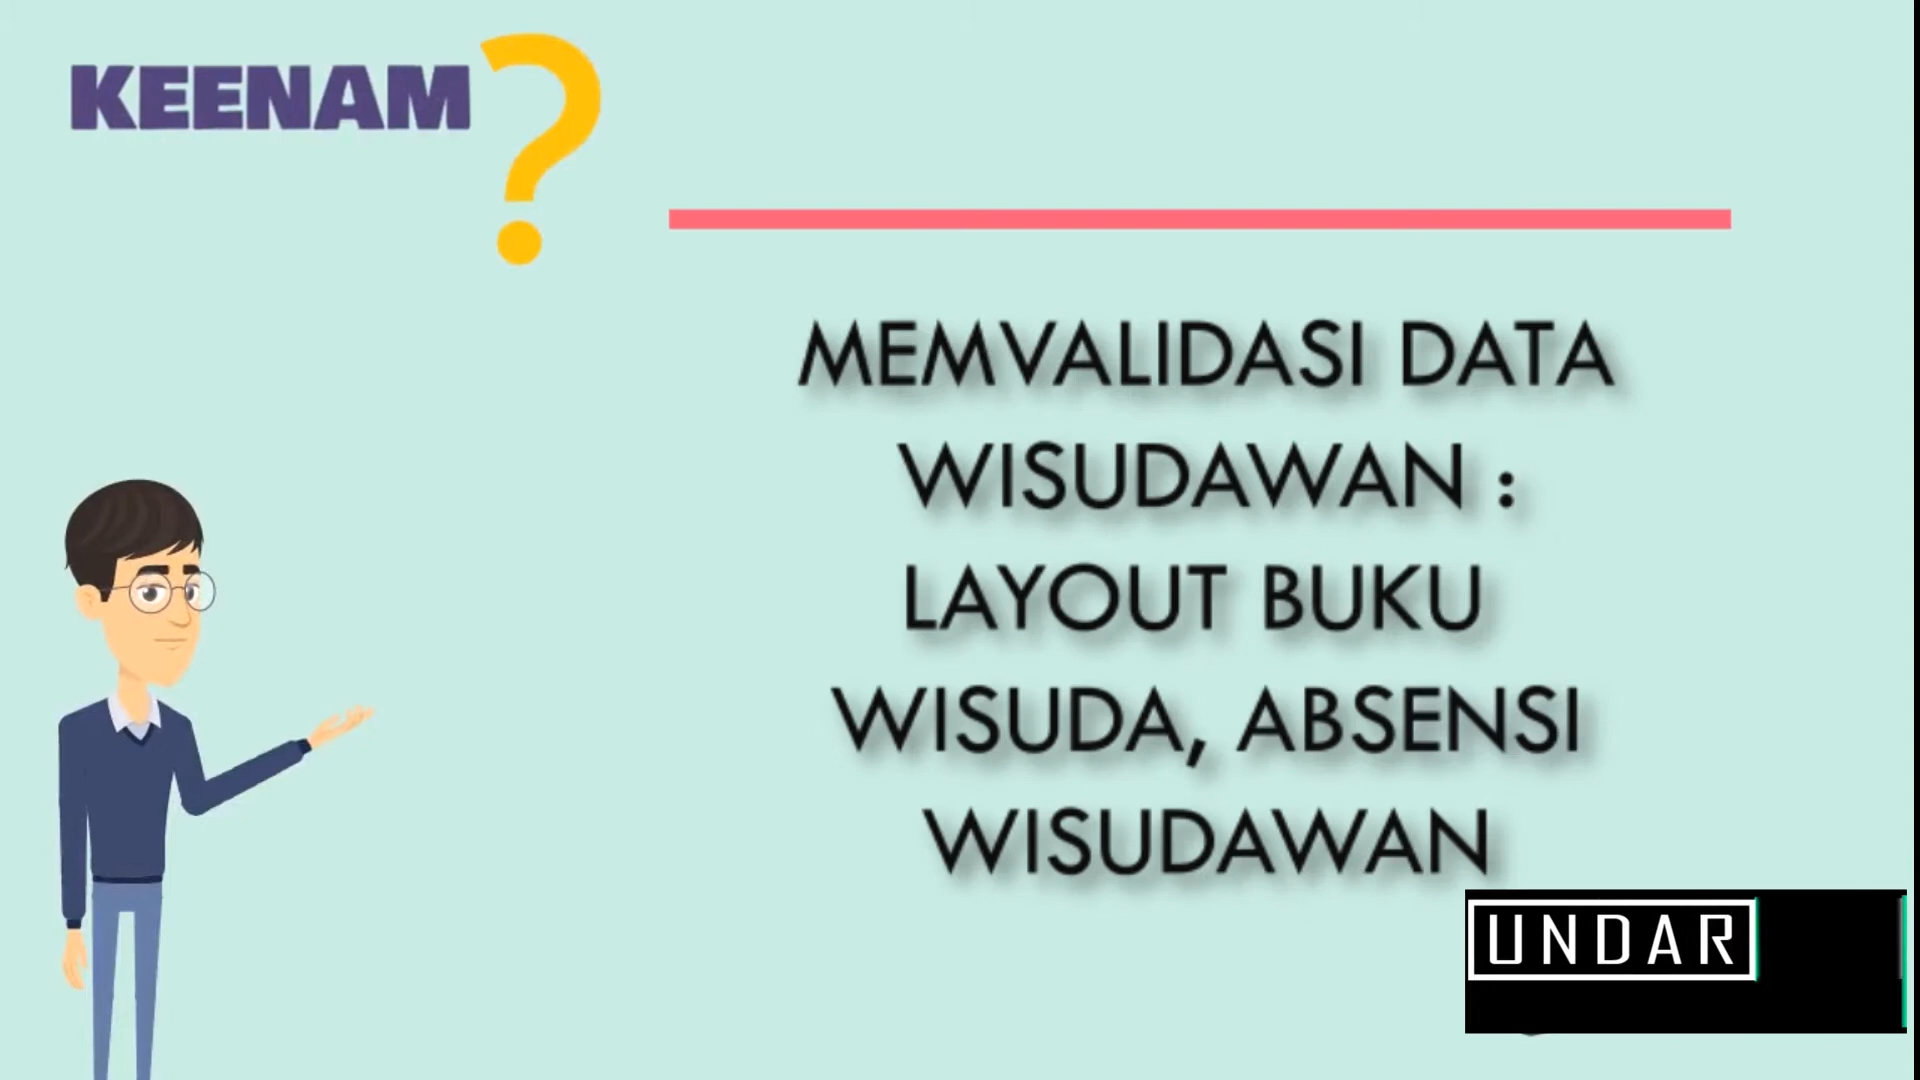 KEENAM?
MEMVALIDASI DATA
WISUDAWAN :
LAYOUT BUKU
WISUDA, ABSENSI
WISUDAWAN
UNDAR